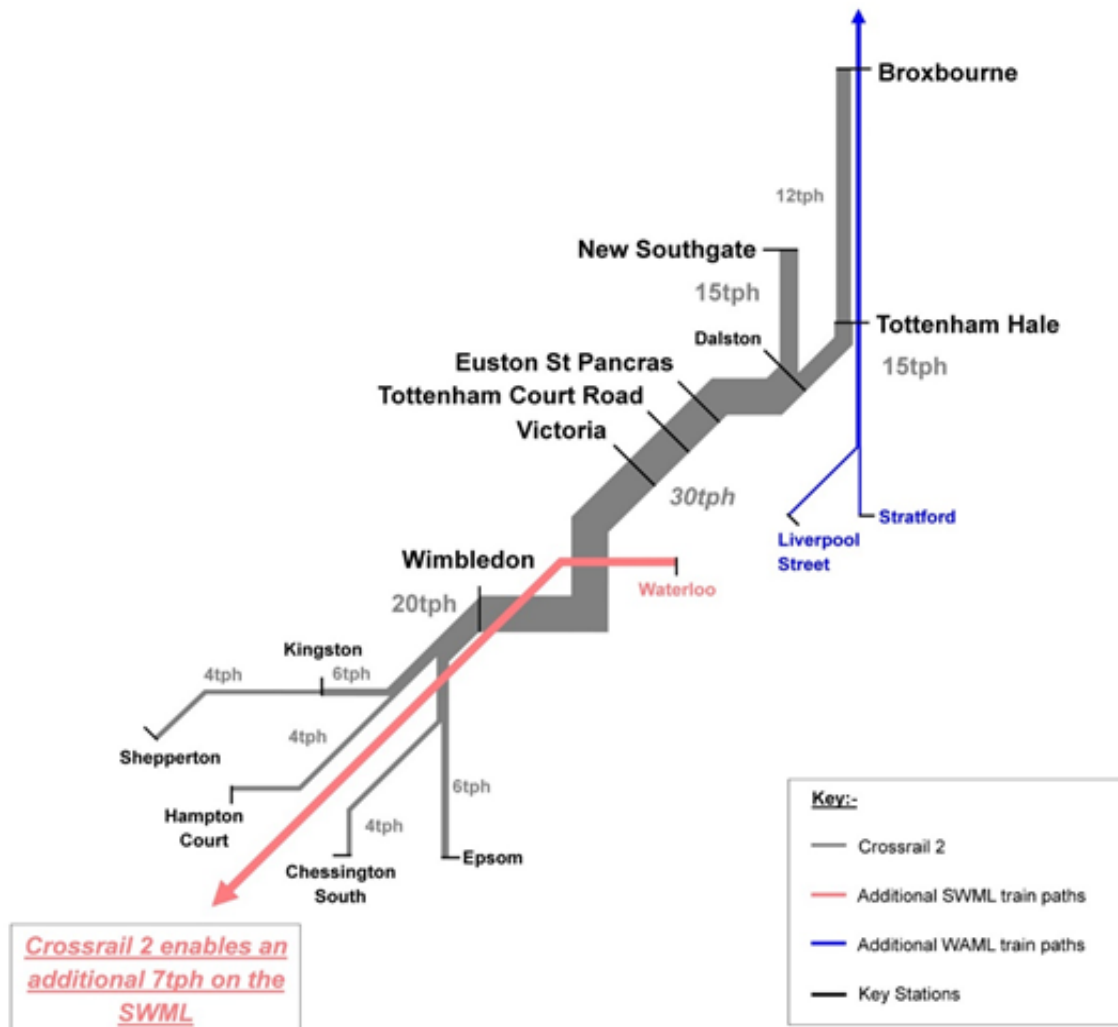 Broxbourne
12tph
New Southgate
15tph
Tottenham Hale
Dalston
15tph
Euston St Pancras
Tottenham Court Road
Victoria
30tph
Stratford
Liverpool
Street
Wimbledon
Waterloo
20tph
Kingston
4tph
6tph
Shepperton
4tph
6tph
Hampton
Court
4tph
Chessington
South
Epsom
Crossrail 2 enables an
additional 7tph on the
SWML
Key:-
Crossrail 2
Additional SWML train paths
Additional WAML train paths
Key Stations